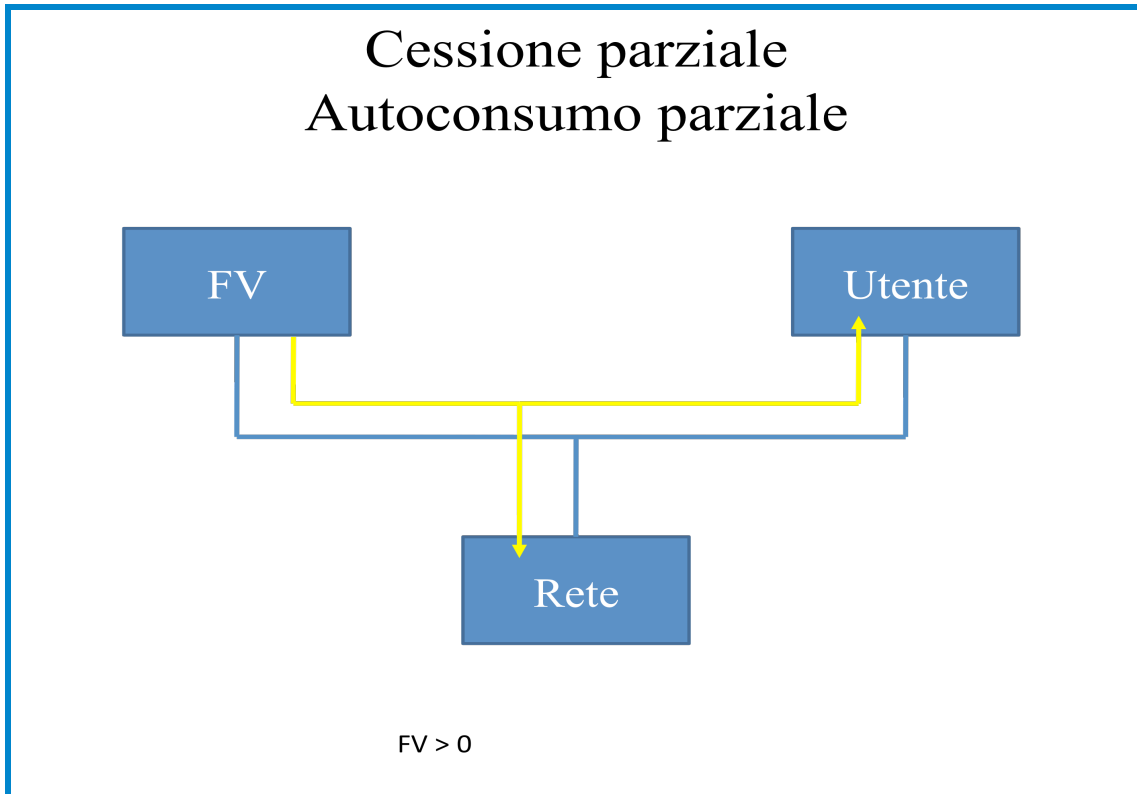 Cessione parziale
Autoconsumo parziale
FV
Utente
Rete
FV > 0